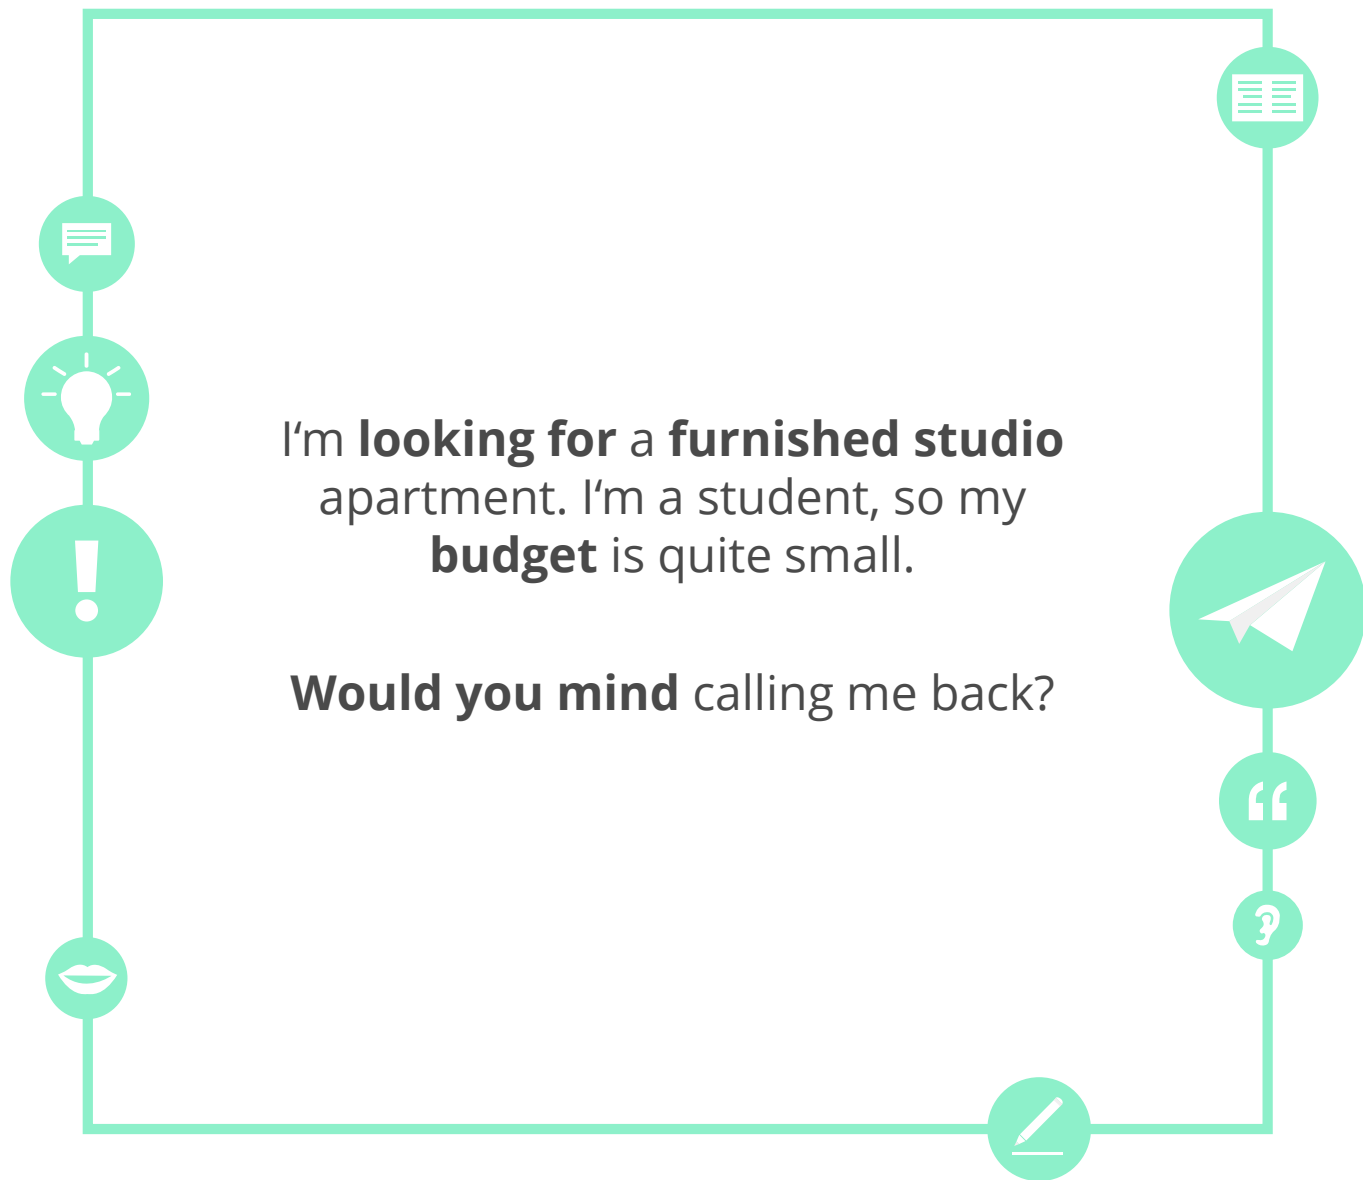 I‘m looking for a furnished studio
apartment. I‘m a student, so my
budget is quite small.
Would you mind calling me back?